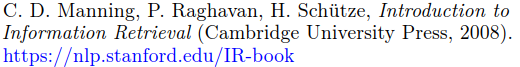 C. D. Manning, P. Raghavan, H. Schütze, Introduction to
Information Retrieval (Cambridge University Press, 2008).
https://nlp.stanford.edu/IR-book